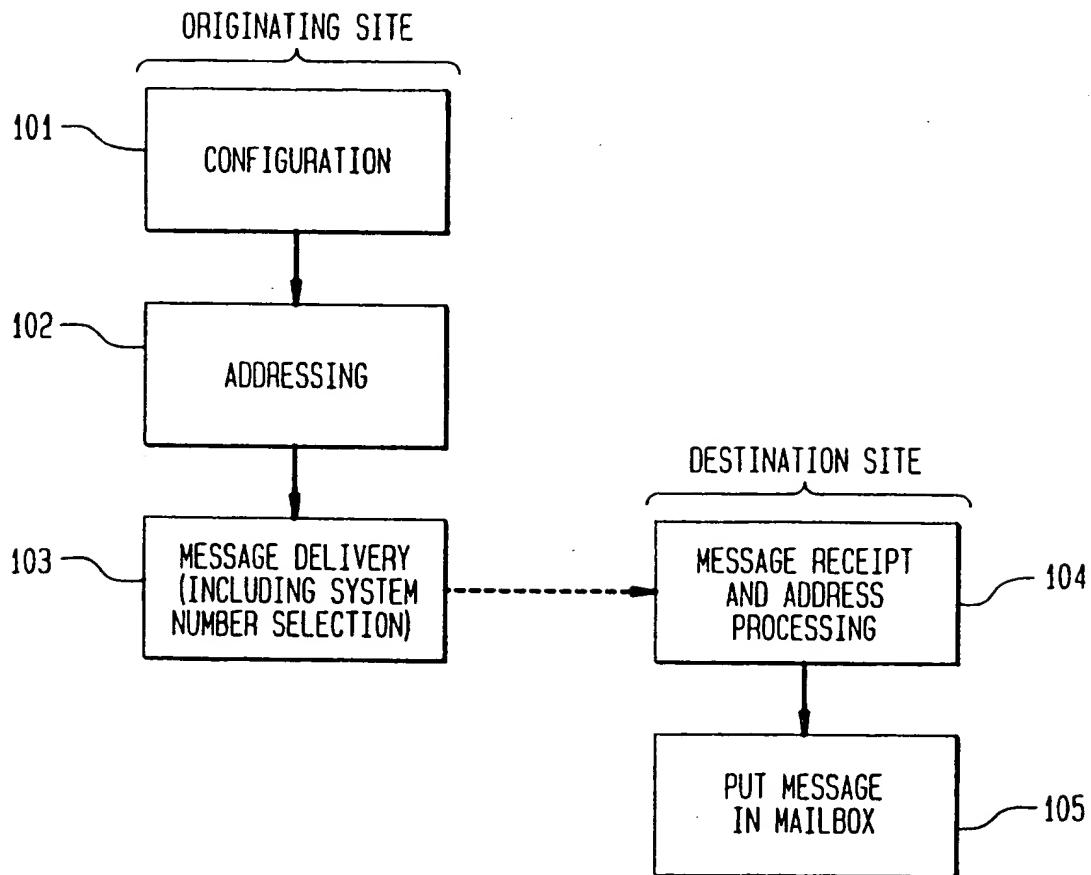 ORIGINATING SITE
101
CONFIGURATION
102
ADDRESSING
DESTINATION SITE
103
MESSAGE DELIVERY
(INCLUDING SYSTEM
NUMBER SELECTION)
MESSAGE RECEIPT
AND ADDRESS
PROCESSING
104
PUT MESSAGE
IN MAILBOX
105